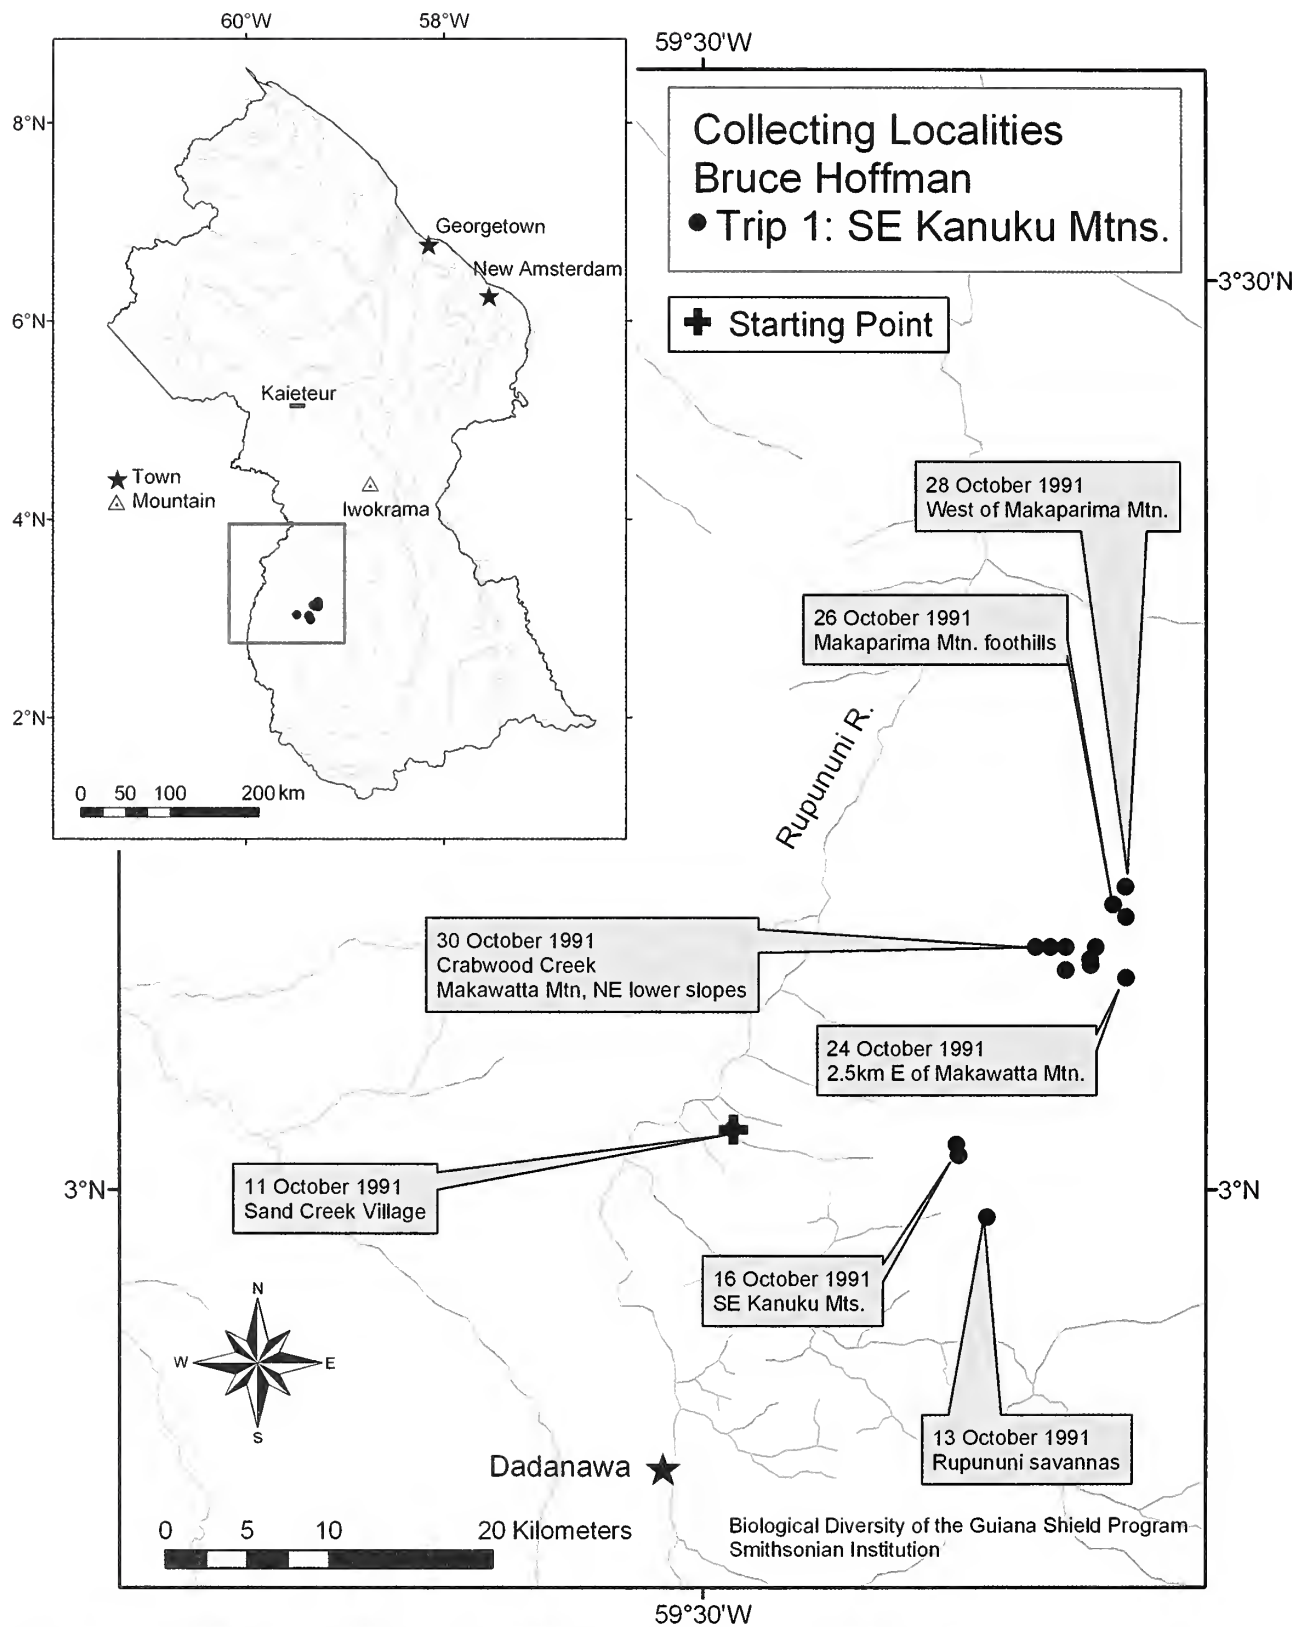 60°W
58°W
59°30'W
8°N
6°N
4°N
2°N
Georgetown
New Amsterdam
Kaieteur
Town
Mountain
Iwokrama
0 50 100 200 km
Collecting Localities
Bruce Hoffman
Trip 1: SE Kanuku Mtns.
Starting Point
3°30'N
28 October 1991
West of Makaparima Mtn.
26 October 1991
Makaparima Mtn. foothills
Rupununi R.
30 October 1991
Crabwood Creek
Makawatta Mtn, NE lower slopes
24 October 1991
2.5km E of Makawatta Mtn.
11 October 1991
Sand Creek Village
3°N
3°N
16 October 1991
SE Kanuku Mts.
13 October 1991
Rupununi savannas
N
W
E
S
Dadanawa
0 5 10 20 Kilometers
Biological Diversity of the Guiana Shield Program
Smithsonian Institution
59°30'W